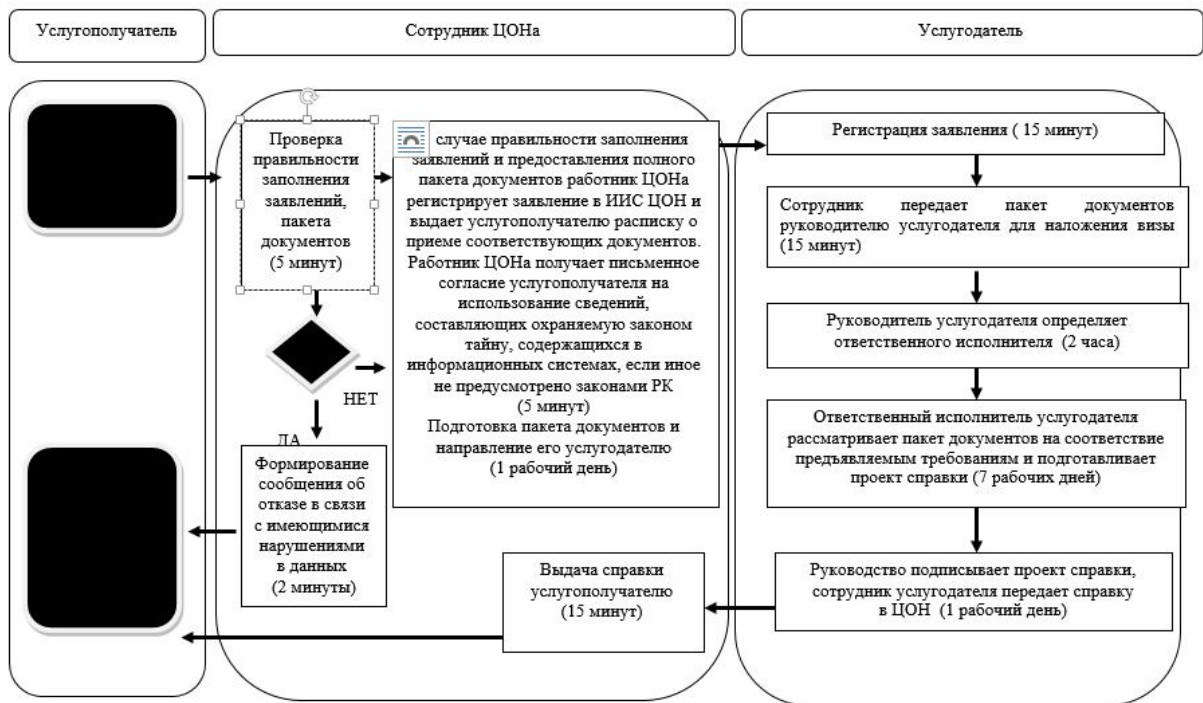 Услугополучатель
Сотрудник ЦОНа
Услугодатель
Проверка
правильности
заполнения
заявлений,
пакета
документов
(5 минут)
случае правильности заполнения
заявлений и предоставления полного
пакета документов работник ЦОНа
регистрирует заявление в ИИС ЦОН и
выдает услугополучателю расписку о
приеме соответствующих документов.
Работник ЦОНа получает письменное
согласие услугополучателя на
использование сведений,
составляющих охраняемую законом
тайну, содержащихся в
информационных системах, если иное
не предусмотрено законами РК
(5 минут)
Подготовка пакета документов и
направление его услугодателю
(1 рабочий день)
НЕТ
ДА
Формирование
сообщения об
отказе в связи
с имеющимися
нарушениями
в данных
(2 минуты)
Выдача справки
услугополучателю
(15 минут)
Регистрация заявления ( 15 минут)
Сотрудник передает пакет документов
руководителю услугодателя для наложения визы
(15 минут)
Руководитель услугодателя определяет
ответственного исполнителя (2 часа)
Ответственный исполнитель услугодателя
рассматривает пакет документов на соответствие
предъявляемым требованиям и подготавливает
проект справки (7 рабочих дней)
Руководство подписывает проект справки,
сотрудник услугодателя передает справку
в ЦОН (1 рабочий день)